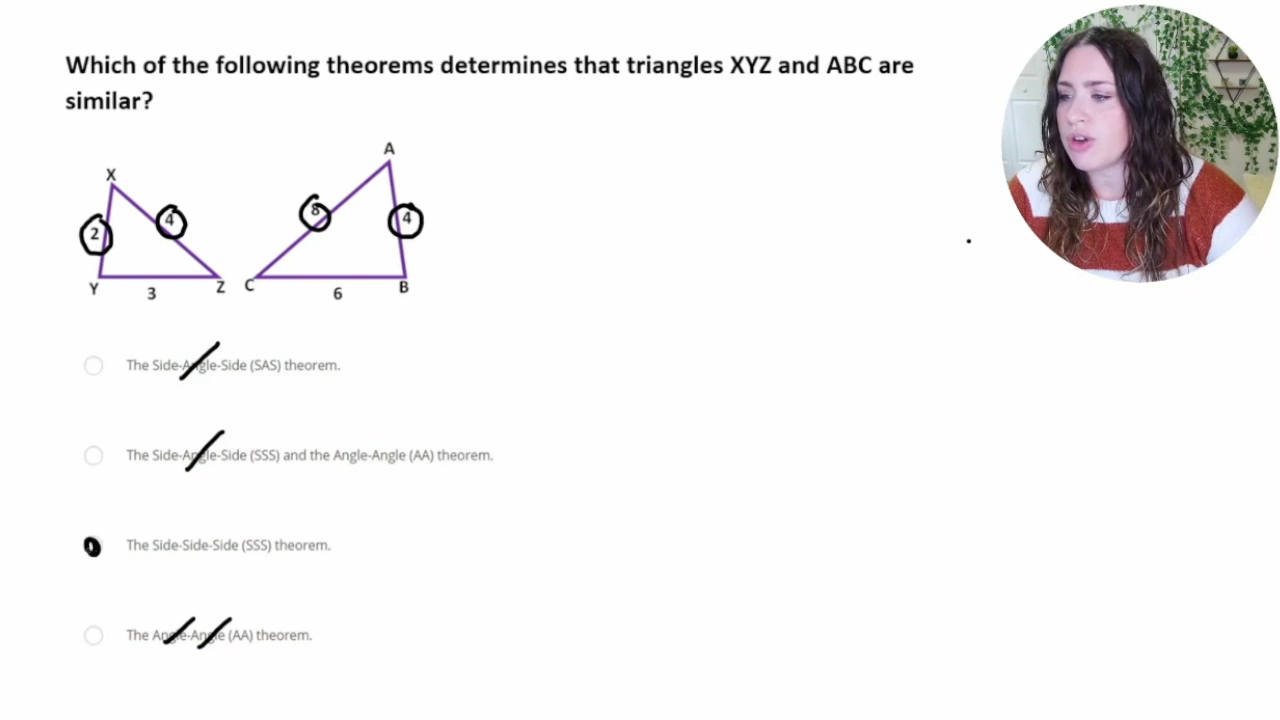 Which of the following theorems determines that triangles XYZ and ABC are
similar?
A
X
8
4
4
2
Y
3
Z
C
6
B
The Side-Angle-Side (SAS) theorem.
The Side-Angle-Side (SSS) and the Angle-Angle (AA) theorem.
The Side-Side-Side (SSS) theorem.
The Angle-Angle (AA) theorem.